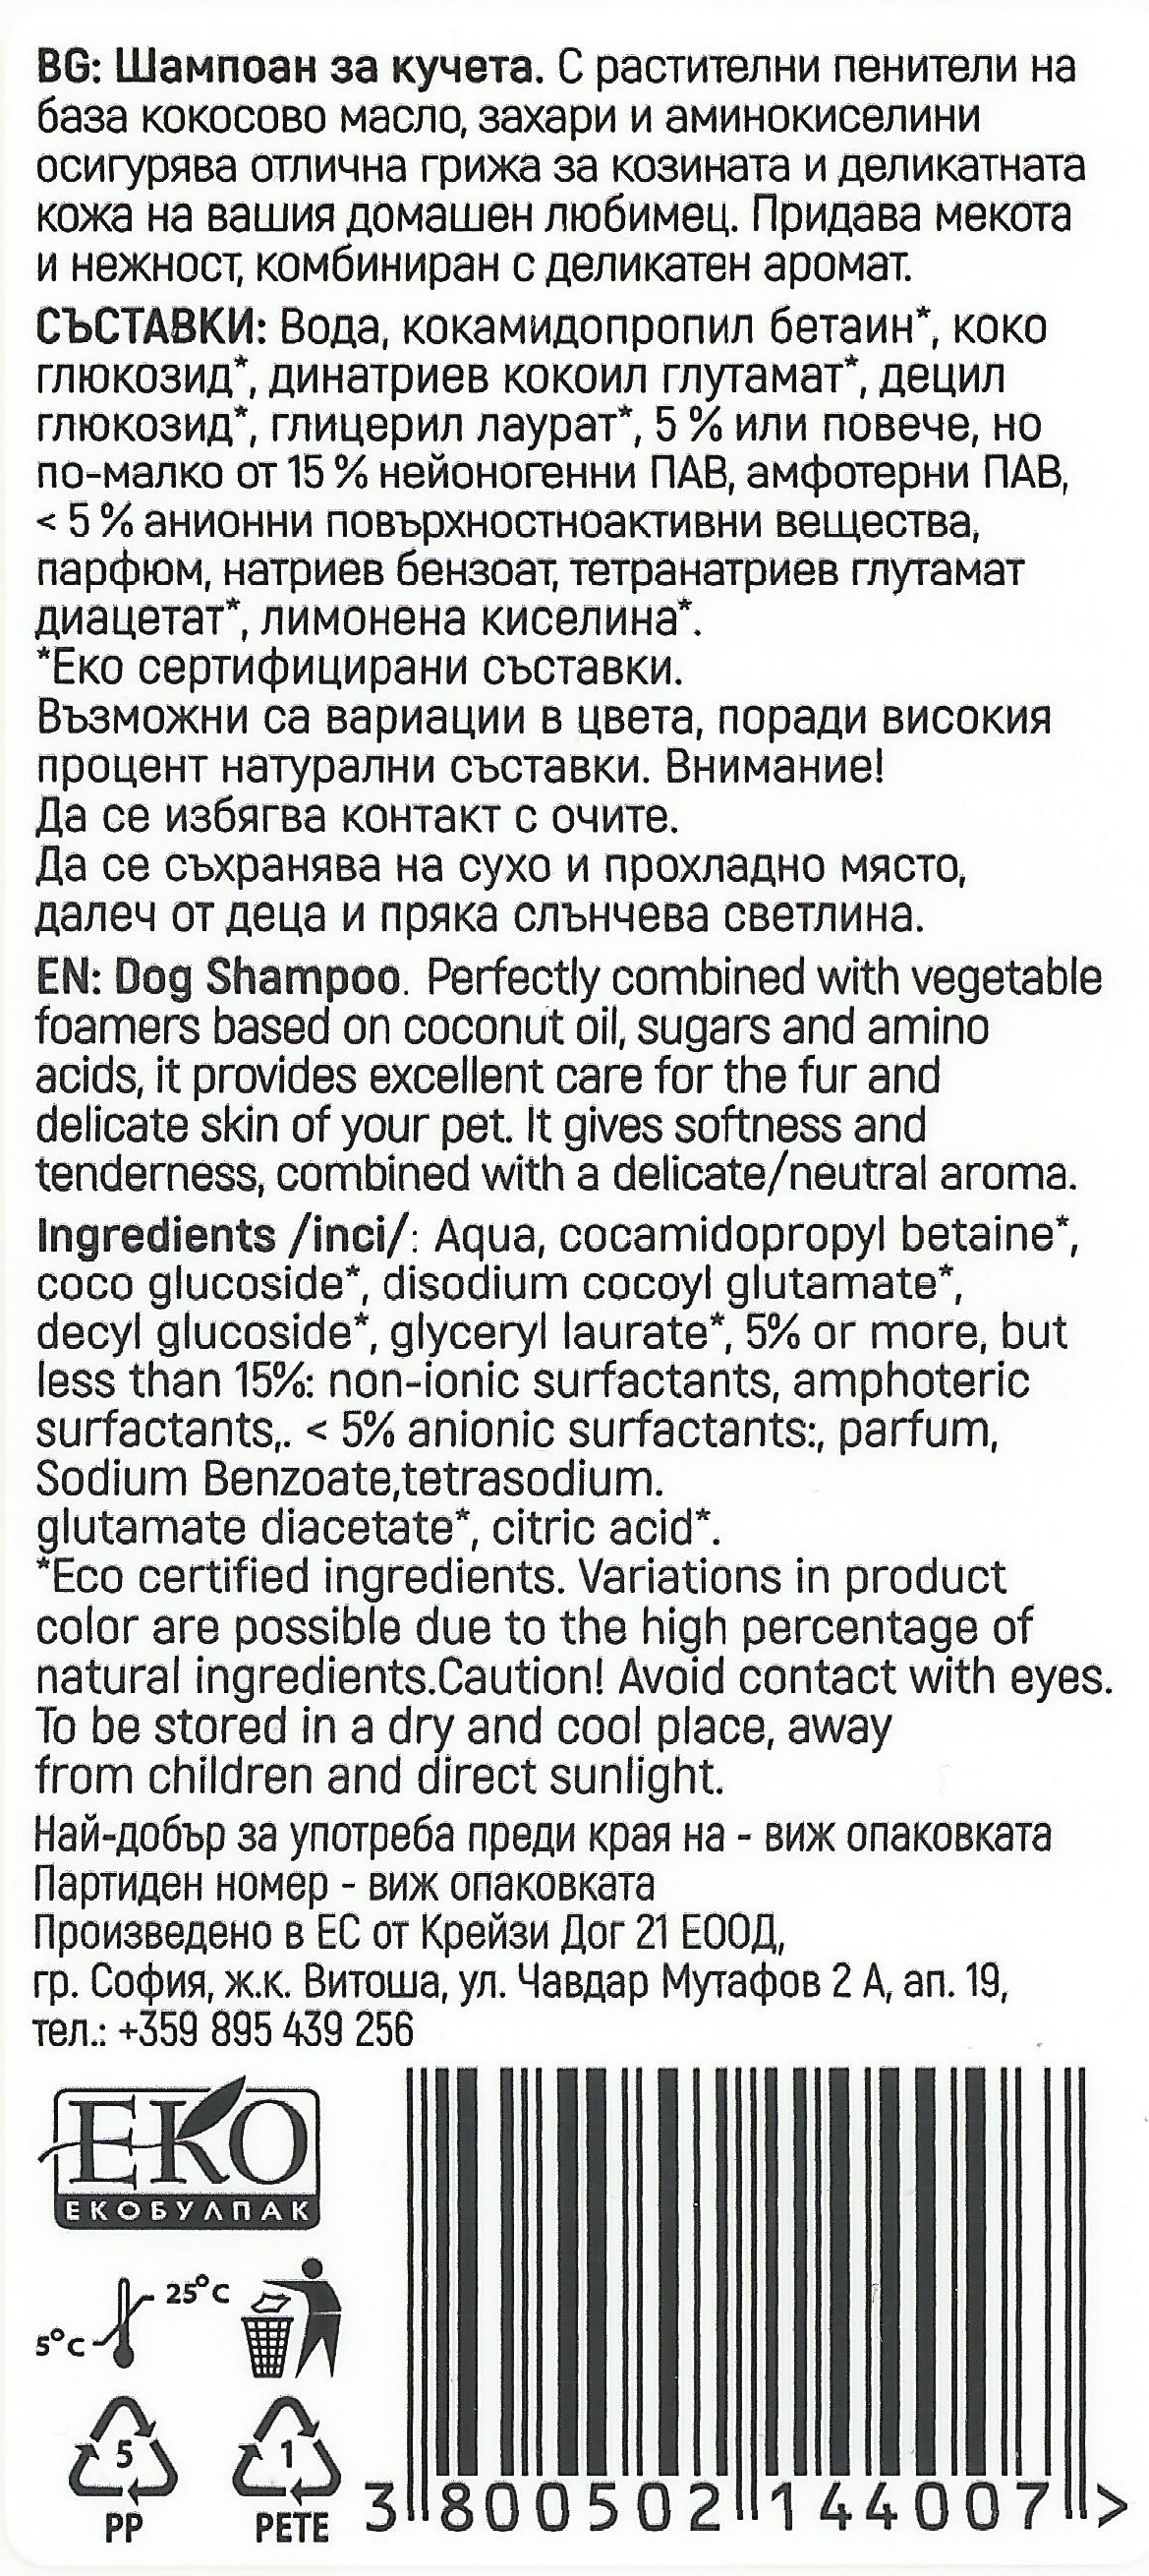 BG: Шампоан за кучета. С растителни пенители на
база кокосово масло, захари и аминокиселини
осигурява отлична грижа за козината и деликатната
кожа на вашия домашен любимец. Придава мекота
и нежност, комбиниран с деликатен аромат.
СЪСТАВКИ: Вода, кокамидопропил бетаин*, коко
глюкозид*, динатриев кокоил глутамат*, децил
глюкозид*, глицерил лаурат*, 5 % или повече, но
по-малко от 15 % нейоногенни ПАВ, амфотерни ПАВ,
< 5 % анионни повърхностноактивни вещества,
парфюм, натриев бензоат, тетранатриев глутамат
диацетат*, лимонена киселина*.
*Еко сертифицирани съставки.
Възможни са вариации в цвета, поради високия
процент натурални съставки. Внимание!
Да се избягва контакт с очите.
Да се съхранява на сухо и прохладно място,
далеч от деца и пряка слънчева светлина.
EN: Dog Shampoo. Perfectly combined with vegetable
foamers based on coconut oil, sugars and amino
acids, it provides excellent care for the fur and
delicate skin of your pet. It gives softness and
tenderness, combined with a delicate/neutral aroma.
Ingredients /inci/: Aqua, cocamidopropyl betaine*,
coco glucoside*, disodium cocoyl glutamate*,
decyl glucoside*, glyceryl laurate*, 5% or more, but
less than 15%: non-ionic surfactants, amphoteric
surfactants,. < 5% anionic surfactants:, parfum,
Sodium Benzoate,tetrasodium.
glutamate diacetate*, citric acid*.
*Eco certified ingredients. Variations in product
color are possible due to the high percentage of
natural ingredients.Caution! Avoid contact with eyes.
To be stored in a dry and cool place, away
from children and direct sunlight.
Най-добър за употреба преди края на - виж опаковката
Партиден номер - виж опаковката
Произведено в ЕС от Крейзи Дог 21 ЕООД,
гр. София, ж.к. Витоша, ул. Чавдар Мутафов 2 А, ап. 19,
тел.: +359 895 439 256
ЕКО
ЕКОБУЛПАК
25°C
5°C
5
PP
1
PETE
3 800502 144007 >